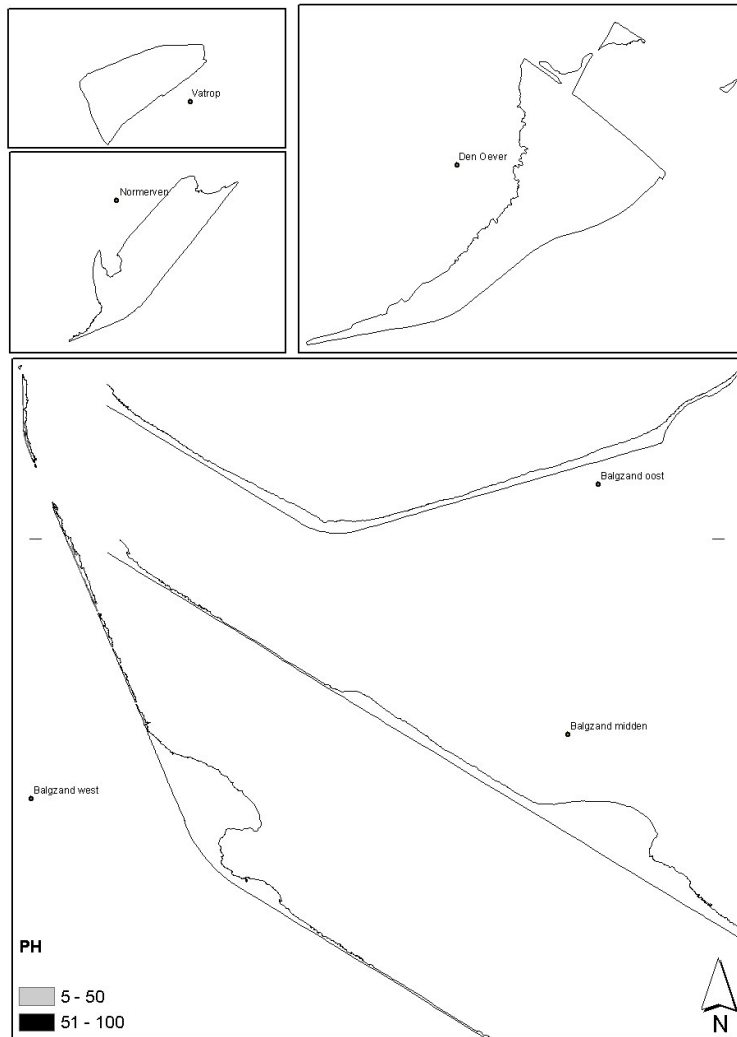 Vatrop
Normerven
Den Oever
Balgzand oost
Balgzand midden
Balgzand west
PH
5 - 50
51 - 100
N